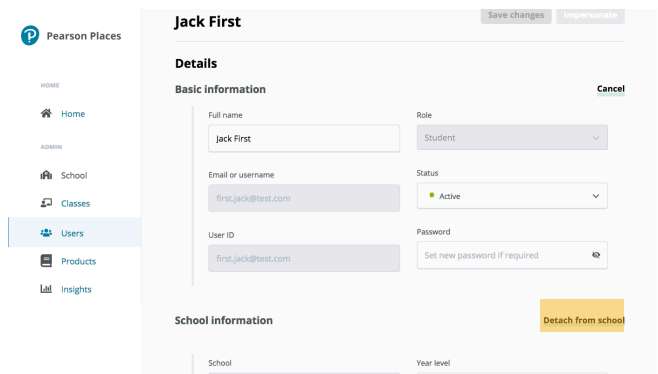 Pearson Places
HOME
Home
ADMIN
School
Classes
Users
Products
Insights
Jack First
Save changes
Impersonate
Details
Basic information
Cancel
Full name
Jack First
Role
Student
Email or username
first.jack@test.com
Status
Active
User ID
first.jack@test.com
Password
Set new password if required
School information
Detach from school
School
Year level